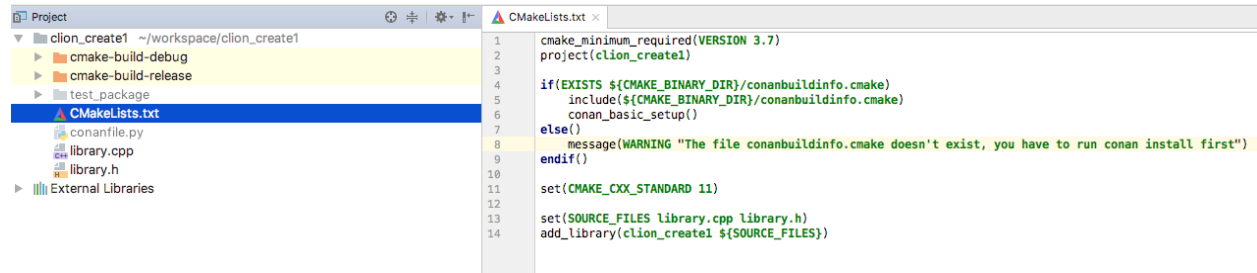 Project
clion_create1 ~/workspace/clion_create1
cmake-build-debug
cmake-build-release
test_package
CMakeLists.txt
conanfile.py
library.cpp
library.h
External Libraries
CMakeLists.txt
1 cmake_minimum_required(VERSION 3.7)
2 project(clion_create1)
3
4 if(EXISTS ${CMAKE_BINARY_DIR}/conanbuildinfo.cmake)
5 include(${CMAKE_BINARY_DIR}/conanbuildinfo.cmake)
6 conan_basic_setup()
7 else()
8 message(WARNING "The file conanbuildinfo.cmake doesn't exist, you have to run conan install first")
9 endif()
10
11 set(CMAKE_CXX_STANDARD 11)
12
13 set(SOURCE_FILES library.cpp library.h)
14 add_library(clion_create1 ${SOURCE_FILES})